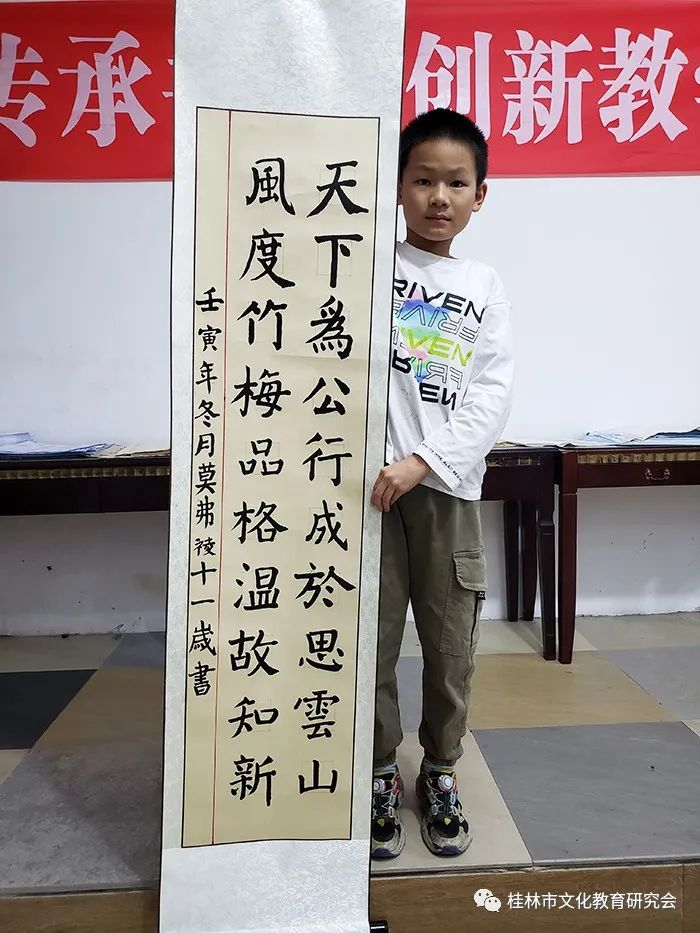 传承
创新教
天下為公行成於思雲山
風度竹梅品格温故知新
壬寅年冬月莫弗祾十一歲書
RIVEN
桂林市文化教育研究会